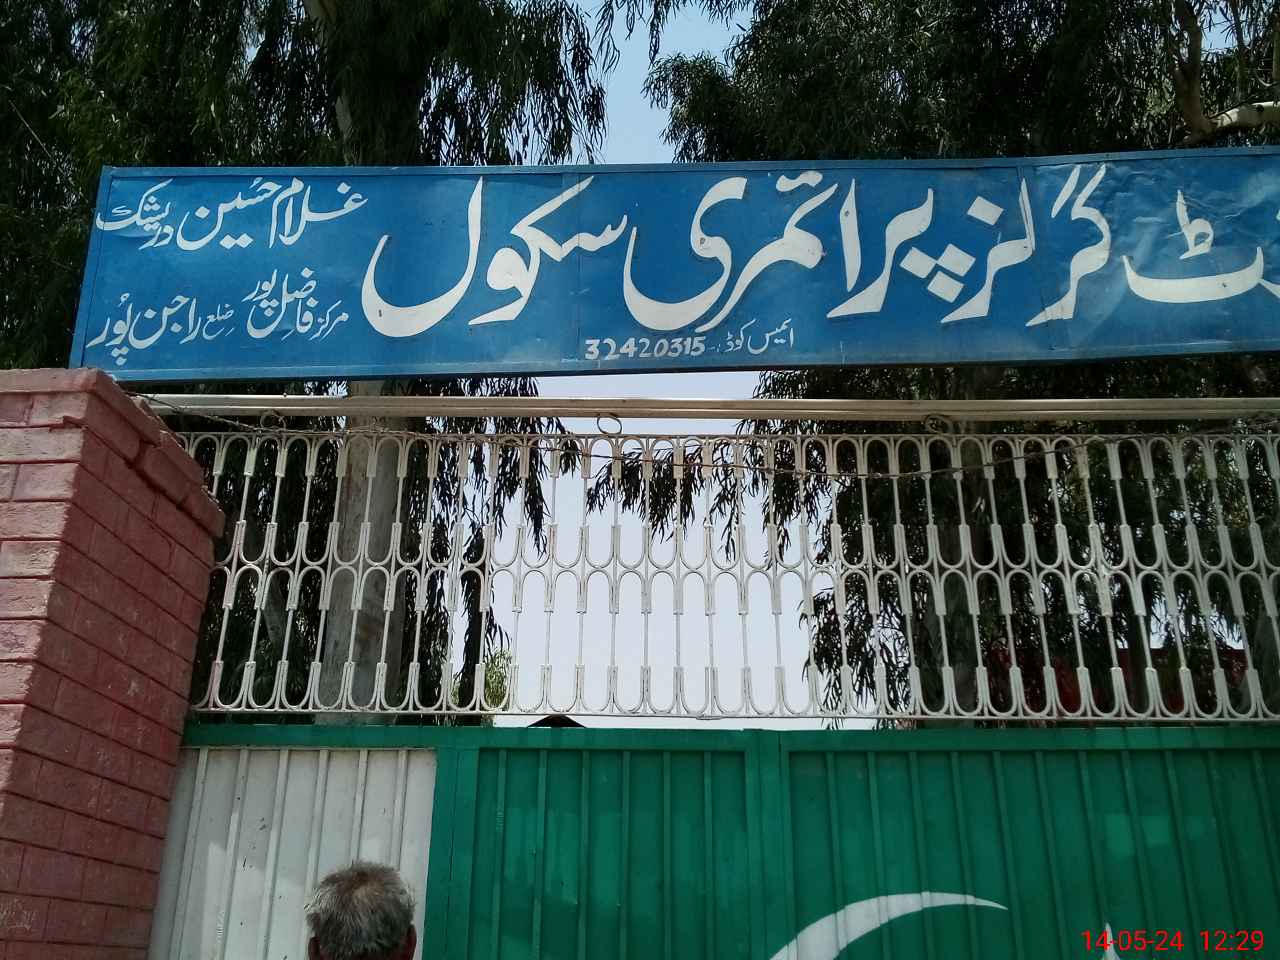 ٹ گرلز پرائمری سکول
غلام حسین دریشک
مرکز فاضل پور ضلع راجن پور
ایمیس کوڈ۔ 32420315
14-05-24 12:29